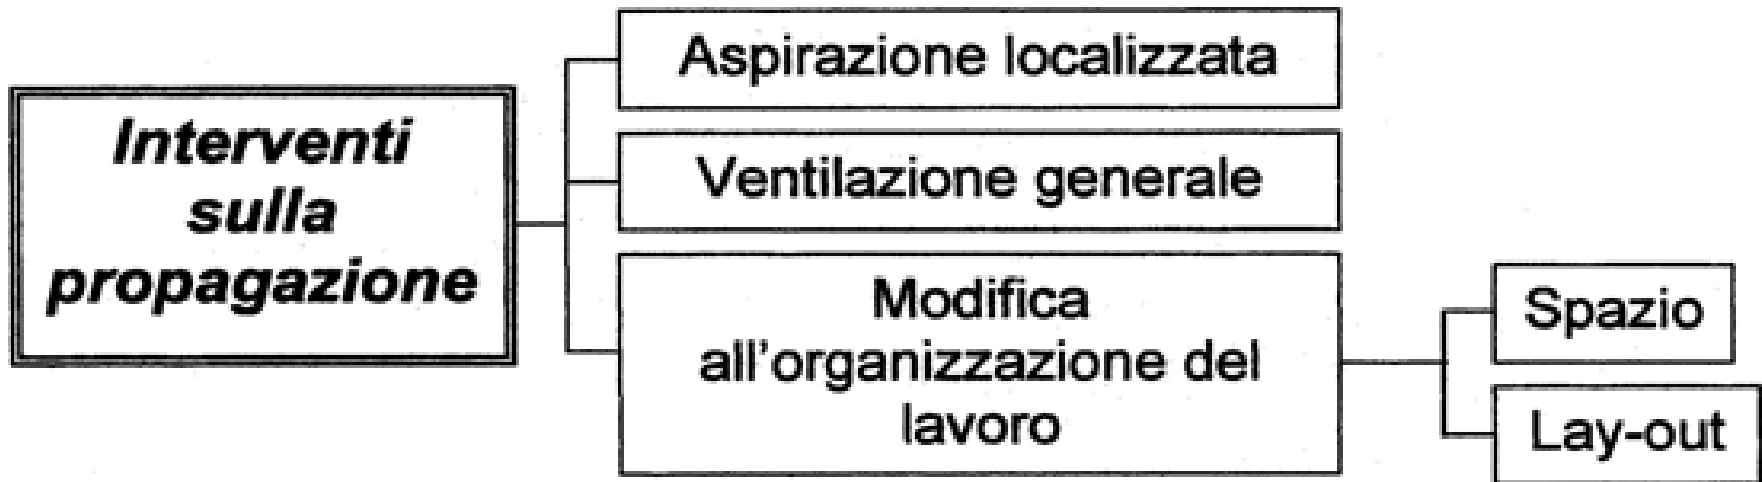 Interventi
sulla
propagazione
Aspirazione localizzata
Ventilazione generale
Modifica
all'organizzazione del
lavoro
Spazio
Lay-out